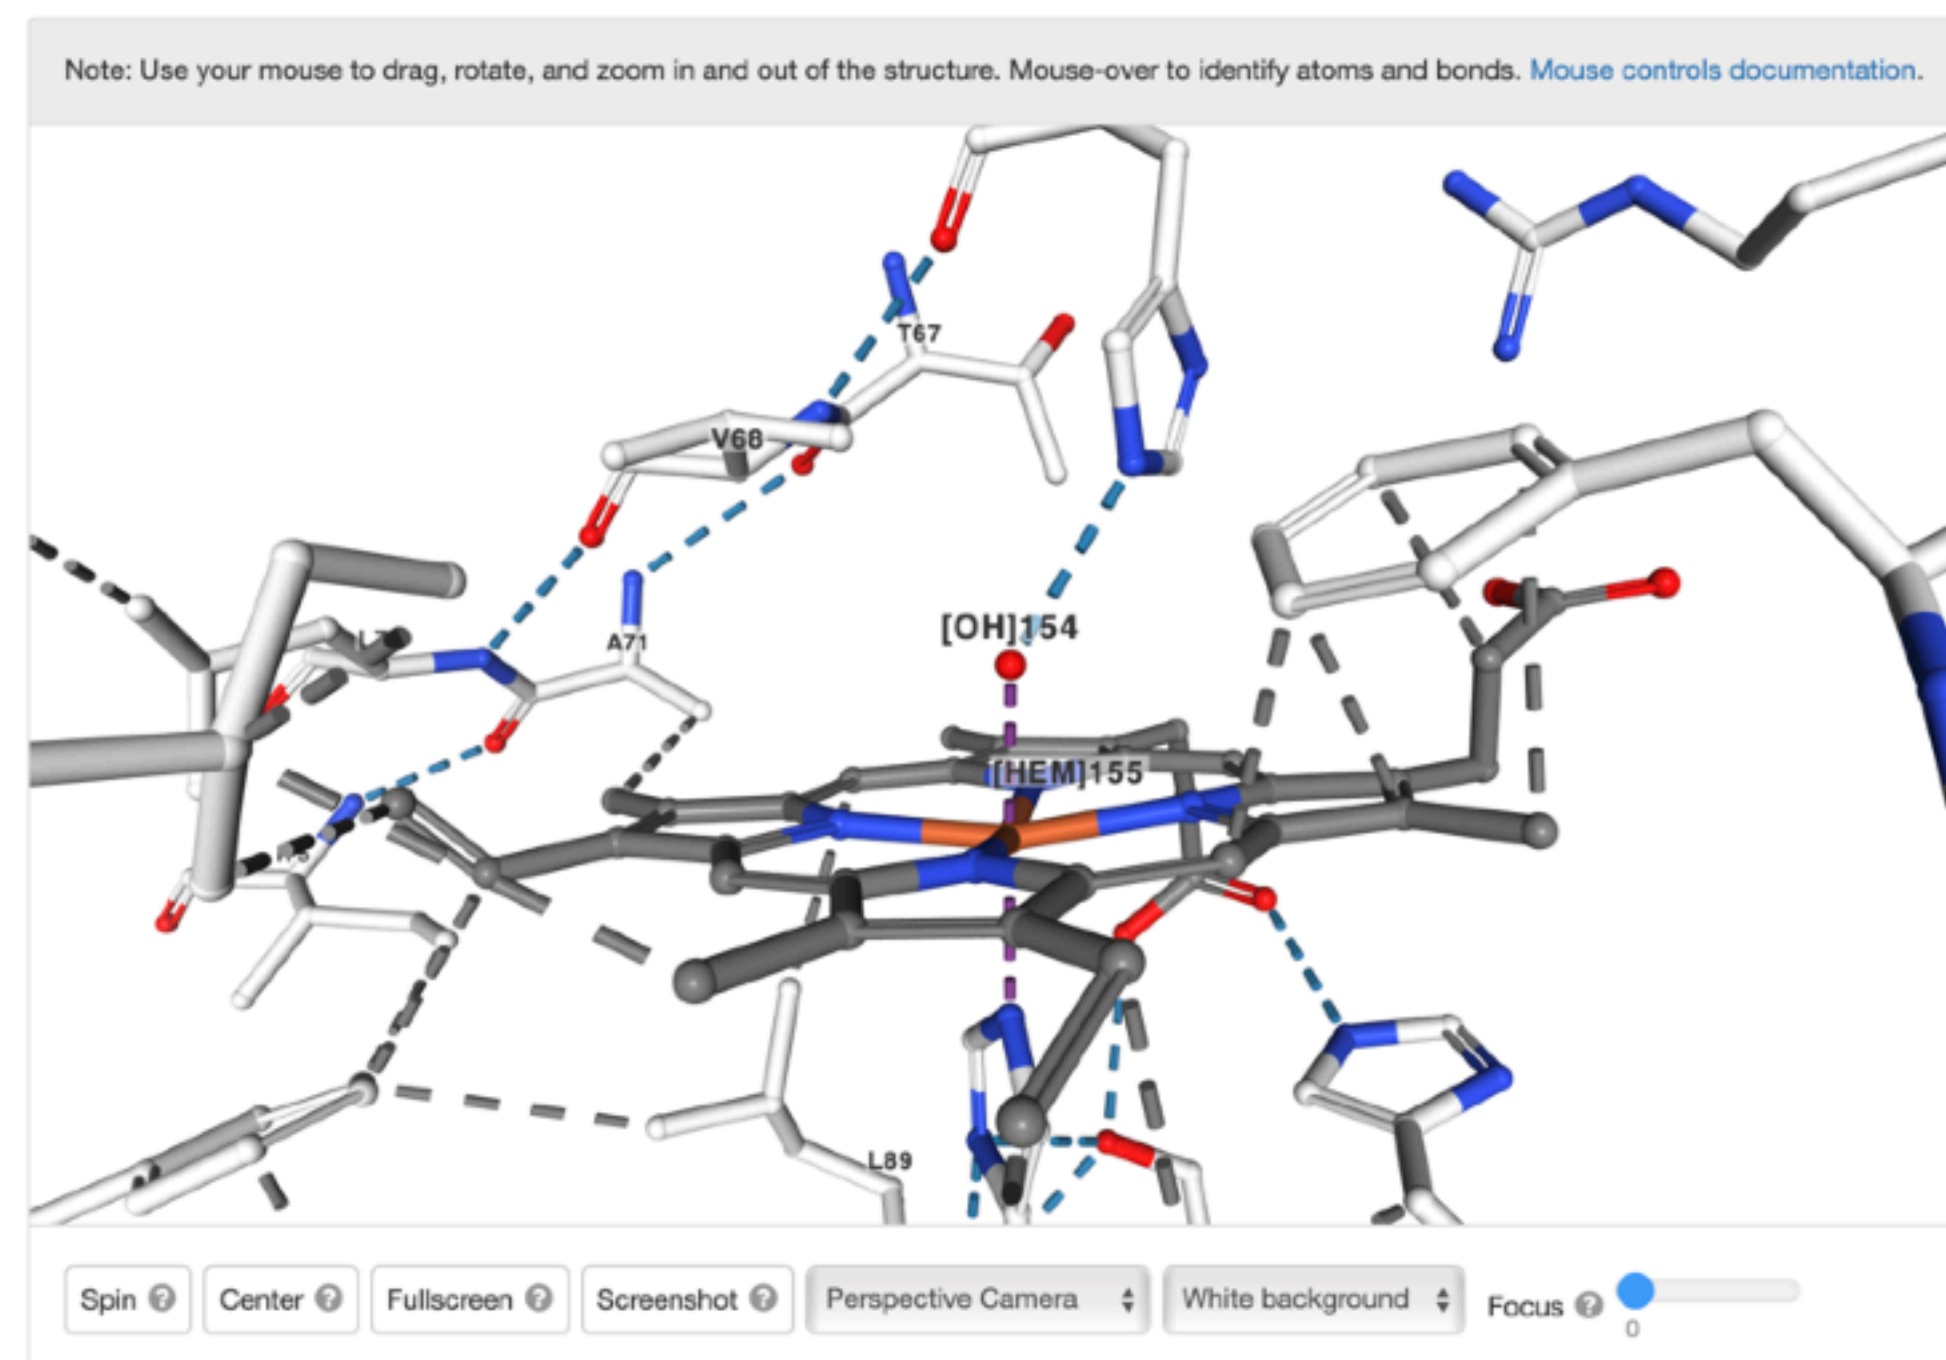 Note: Use your mouse to drag, rotate, and zoom in and out of the structure. Mouse-over to identify atoms and bonds. Mouse controls documentation.
T67
V68
[OH]154
A71
[HEM]155
L89
Spin ? Center ? Fullscreen ? Screenshot ? Perspective Camera White background Focus ?
0